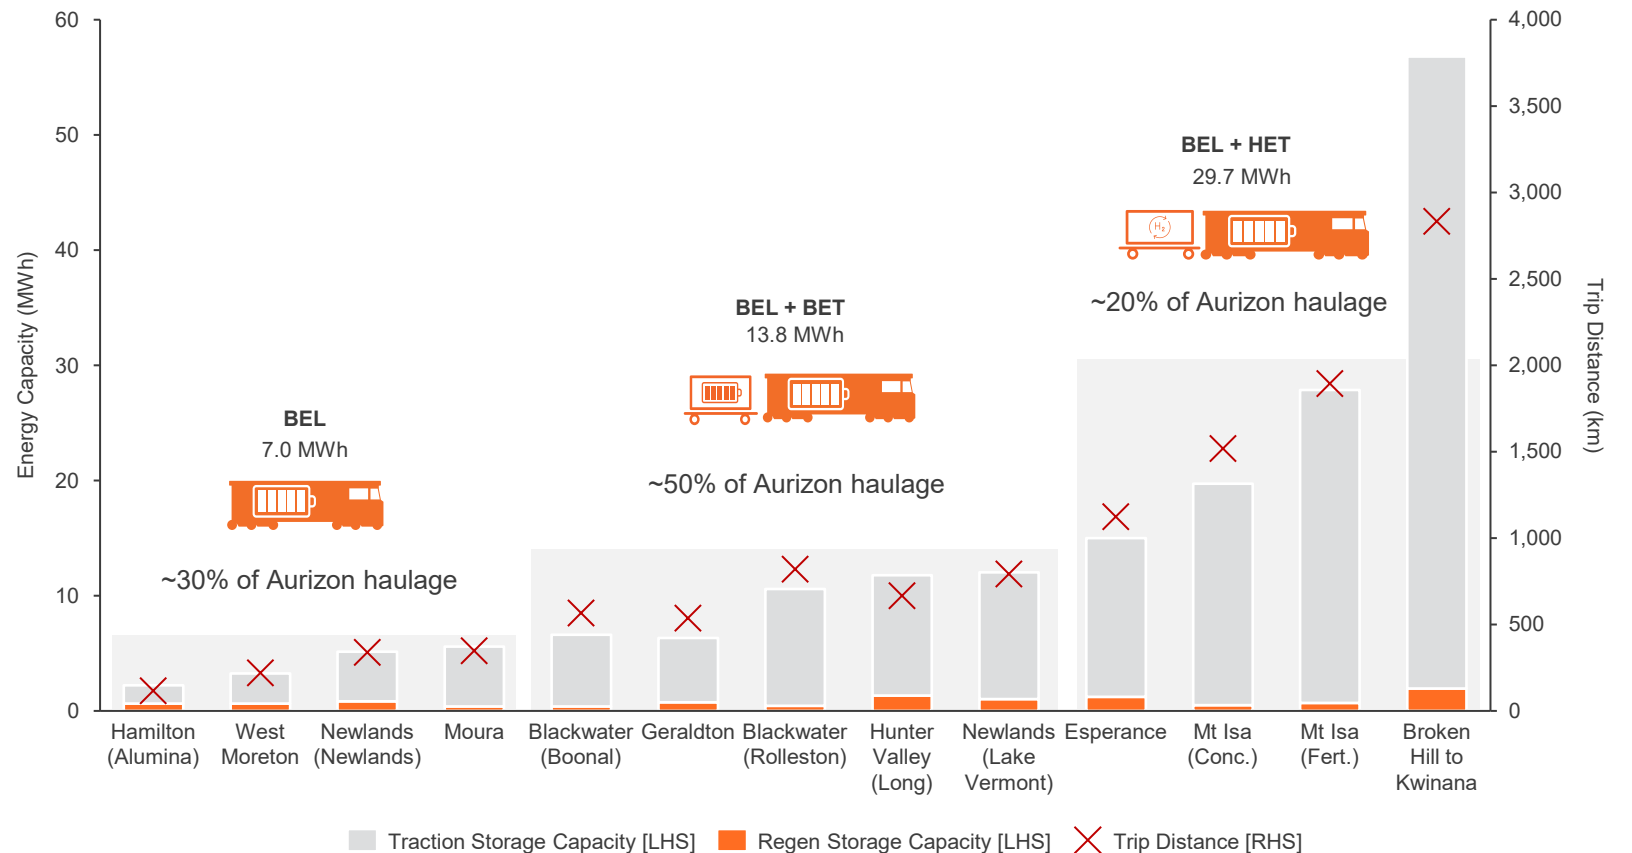 60
50
40
30
20
10
0
Energy Capacity (MWh)
4,000
3,500
3,000
2,500
2,000
1,500
1,000
500
0
Trip Distance (km)
BEL
7.0 MWh
~30% of Aurizon haulage
BEL + BET
13.8 MWh
~50% of Aurizon haulage
BEL + HET
29.7 MWh
H₂
~20% of Aurizon haulage
Hamilton
(Alumina)
West
Moreton
Newlands
(Newlands)
Moura
Blackwater
(Boonal)
Geraldton
Blackwater
(Rolleston)
Hunter
Valley
(Long)
Newlands
(Lake
Vermont)
Esperance
Mt Isa
(Conc.)
Mt Isa
(Fert.)
Broken
Hill to
Kwinana
Traction Storage Capacity [LHS]
Regen Storage Capacity [LHS]
Trip Distance [RHS]